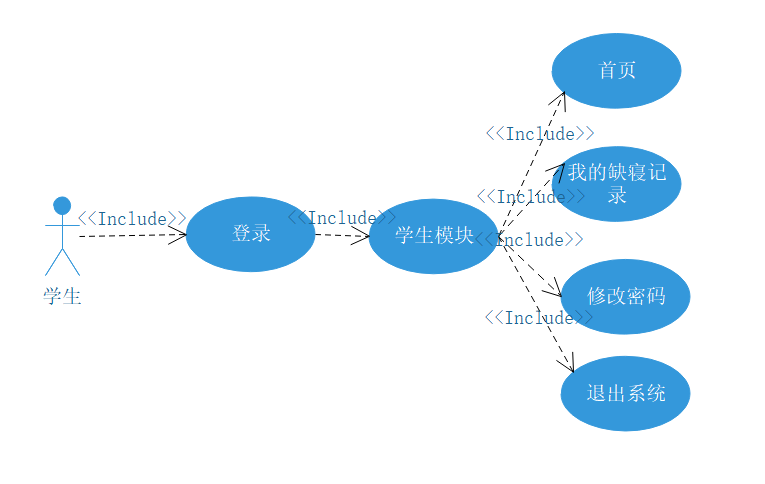 首页
<<Include>>
我的缺寝记
录
<<Include>>
<<Include>>
<<Include>>
登录
学生模块
<<Include>>
学生
修改密码
<<Include>>
退出系统